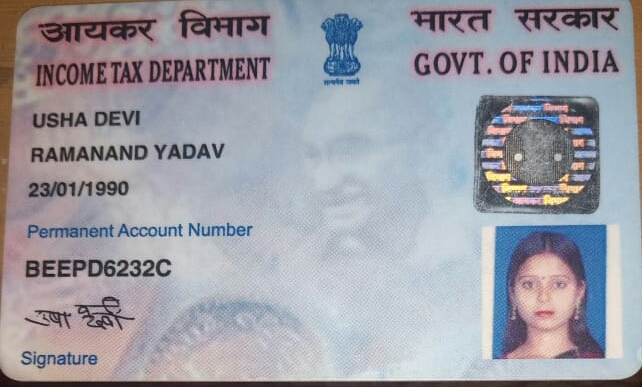 आयकर विभाग
INCOME TAX DEPARTMENT
सत्यमेव जयते
भारत सरकार
GOVT. OF INDIA
USHA DEVI
RAMANAND YADAV
23/01/1990
Permanent Account Number
BEEPD6232C
उषा देवी
Signature